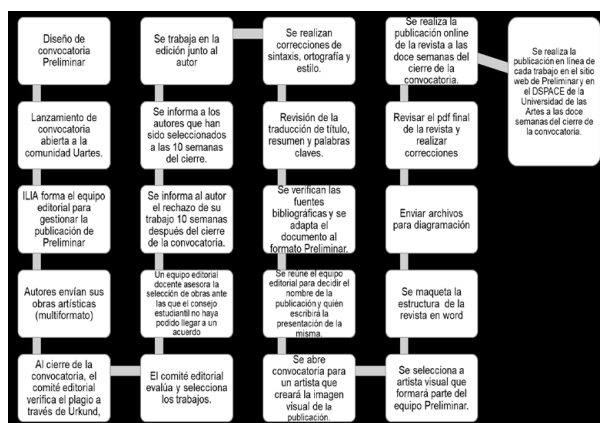 Diseño de
convocatoria
Preliminar
Lanzamiento de
convocatoria
abierta a la
comunidad Uartes.
ILIA forma el equipo
editorial para
gestionar la
publicación de
Preliminar
Autores envían sus
obras artísticas
(multiformato)
Al cierre de la
convocatoria, el
comité editorial
verifica el plagio a
través de Urkund,
El comité editorial
evalúa y selecciona
los trabajos.
Un equipo editorial
docente asesora la
selección de obras ante
las que el consejo
estudiantil no haya
podido llegar a un
acuerdo
Se informa al autor
el rechazo de su
trabajo 10 semanas
después del cierre
de la convocatoria.
Se informa a los
autores que han
sido seleccionados
a las 10 semanas
del cierre.
Se trabaja en la
edición junto al
autor
Se realizan
correcciones de
sintaxis, ortografía y
estilo.
Revisión de la
traducción de título,
resumen y palabras
claves.
Se verifican las
fuentes
bibliográficas y se
adapta el
documento al
formato Preliminar.
Se reúne el equipo
editorial para decidir el
nombre de la
publicación y quién
escribirá la
presentación de la
misma.
Se abre
convocatoria para
un artista que
creará la imagen
visual de la
publicación.
Se selecciona a
artista visual que
formará parte del
equipo Preliminar.
Se maqueta la
estructura de la
revista en word
Enviar archivos
para diagramación
Revisar el pdf final
de la revista y
realizar
correcciones
Se realiza la
publicación online
de la revista a las
doce semanas del
cierre de la
convocatoria.
Se realiza la
publicación en línea de
cada trabajo en el sitio
web de Preliminar y en
el DSPACE de la
Universidad de las
Artes a las doce
semanas del cierre de
la convocatoria.